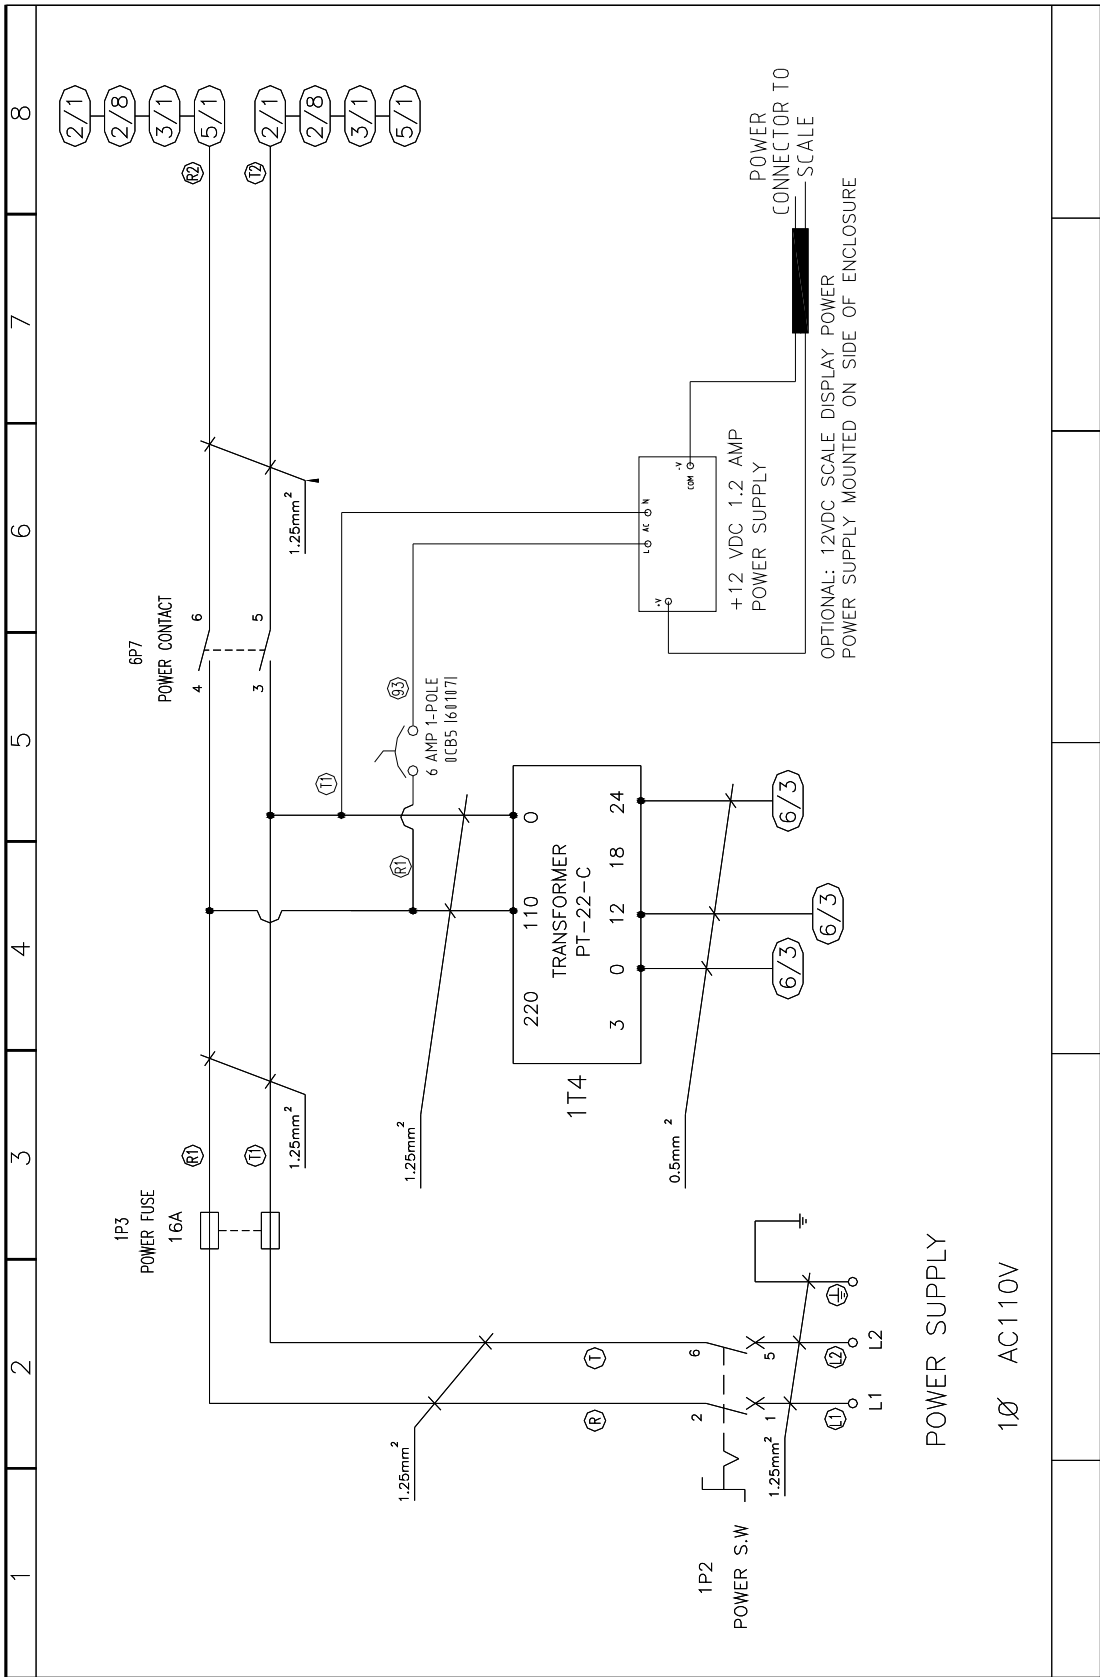 1
2
3
4
5
6
7
8
1P3
POWER FUSE
16A
6P7
POWER CONTACT
R1
T1
4
6
3
5
R2
T2
2/1
2/8
3/1
5/1
2/1
2/8
3/1
5/1
1.25mm²
1.25mm²
T1
R1
93
6 AMP 1-POLE
1.25mm²
1.25mm²
220
110
0
TRANSFORMER
PT-22-C
3
0
12
18
24
1T4
0.5mm²
6/3
6/3
6/3
L
AC
N
+V
-V
COM
+12 VDC 1.2 AMP
POWER SUPPLY
POWER
CONNECTOR TO
SCALE
OPTIONAL: 12VDC SCALE DISPLAY POWER
POWER SUPPLY MOUNTED ON SIDE OF ENCLOSURE
R
T
2
6
1
5
1P2
POWER S.W
1.25mm²
L1
L2
L1
L2
POWER SUPPLY
1Ø AC110V